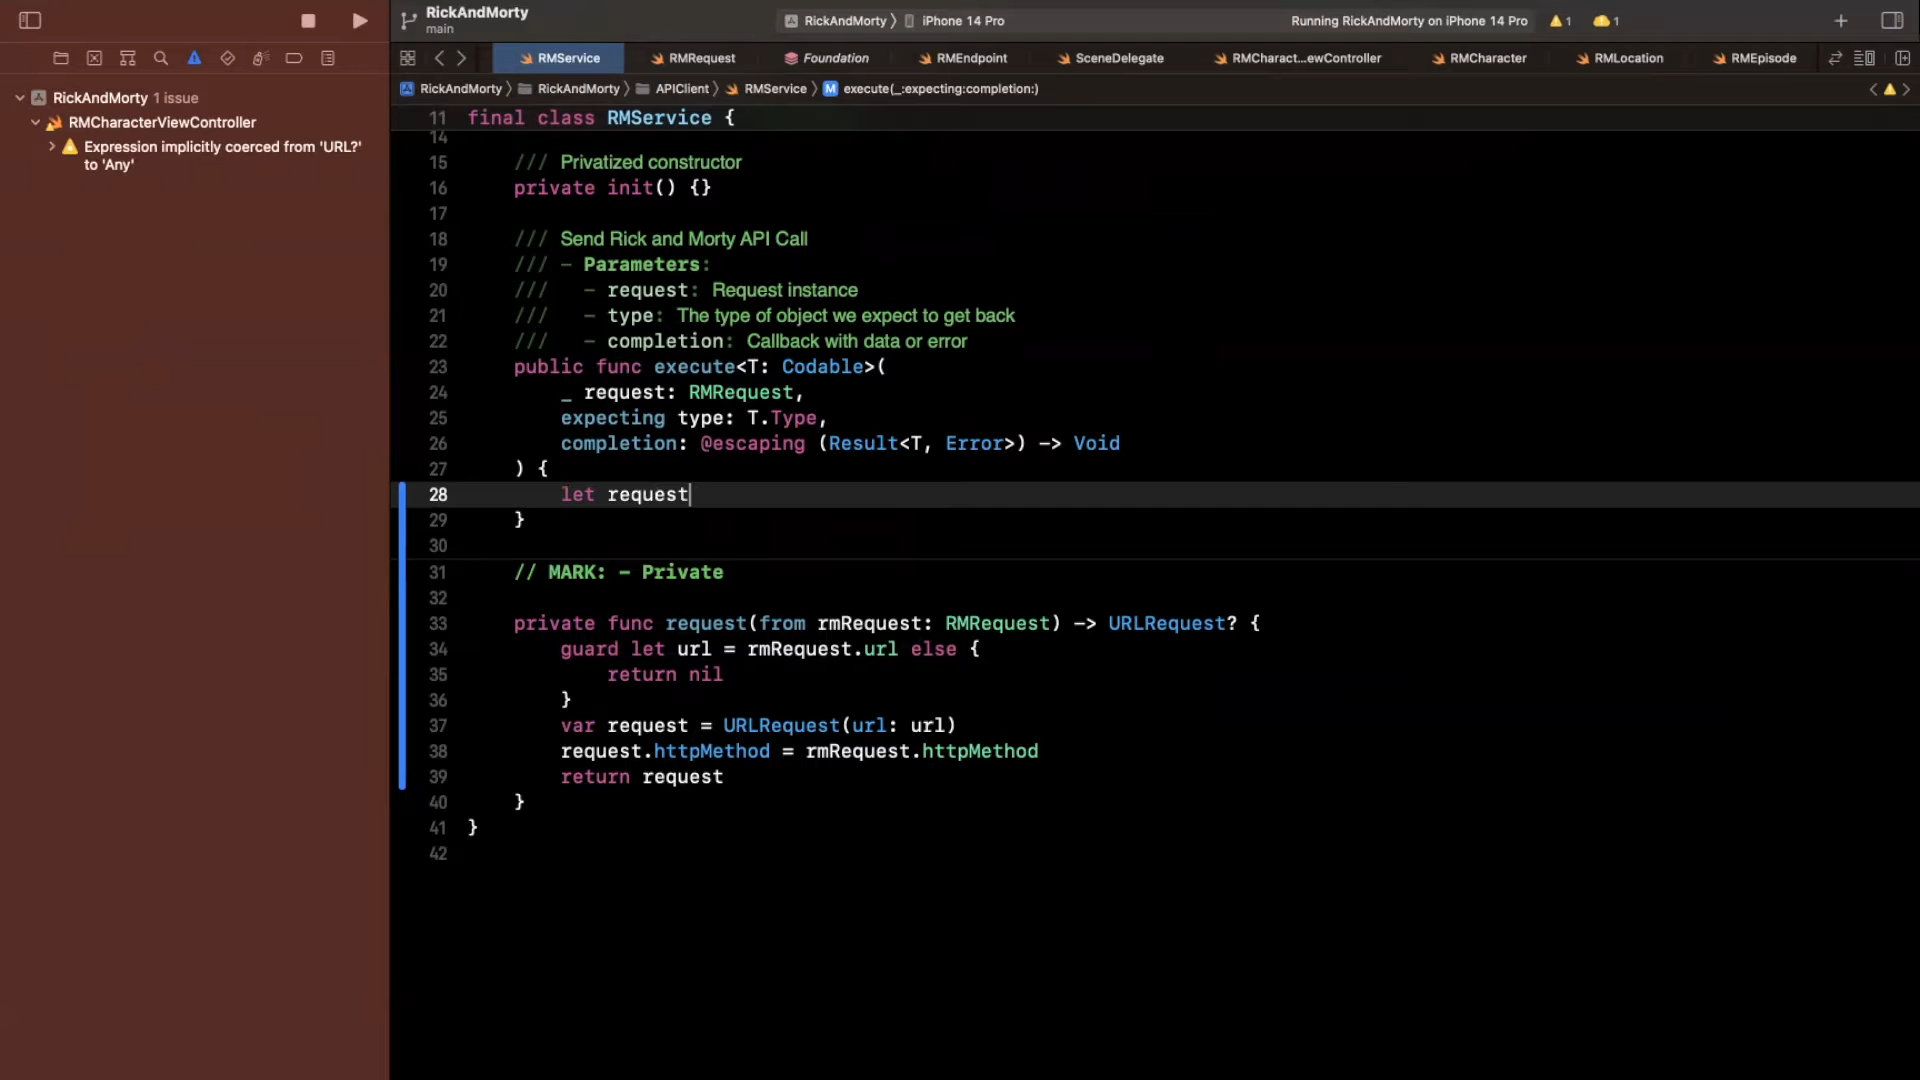 RickAndMorty
main
RickAndMorty 〉 iPhone 14 Pro
Running RickAndMorty on iPhone 14 Pro
1
1
RMService
RMRequest
Foundation
RMEndpoint
SceneDelegate
RMCharact...ewController
RMCharacter
RMLocation
RMEpisode
RickAndMorty 〉 RickAndMorty 〉 APIClient 〉 RMService 〉 M execute(_:expecting:completion:)
RickAndMorty 1 issue
RMCharacterViewController
Expression implicitly coerced from 'URL?'
to 'Any'
11 final class RMService {
14
15 /// Privatized constructor
16 private init() {}
17
18 /// Send Rick and Morty API Call
19 /// - Parameters:
20 /// - request: Request instance
21 /// - type: The type of object we expect to get back
22 /// - completion: Callback with data or error
23 public func execute<T: Codable>(
24 _ request: RMRequest,
25 expecting type: T.Type,
26 completion: @escaping (Result<T, Error>) -> Void
27 ) {
28 let request
29 }
30
31 // MARK: - Private
32
33 private func request(from rmRequest: RMRequest) -> URLRequest? {
34 guard let url = rmRequest.url else {
35 return nil
36 }
37 var request = URLRequest(url: url)
38 request.httpMethod = rmRequest.httpMethod
39 return request
40 }
41 }
42